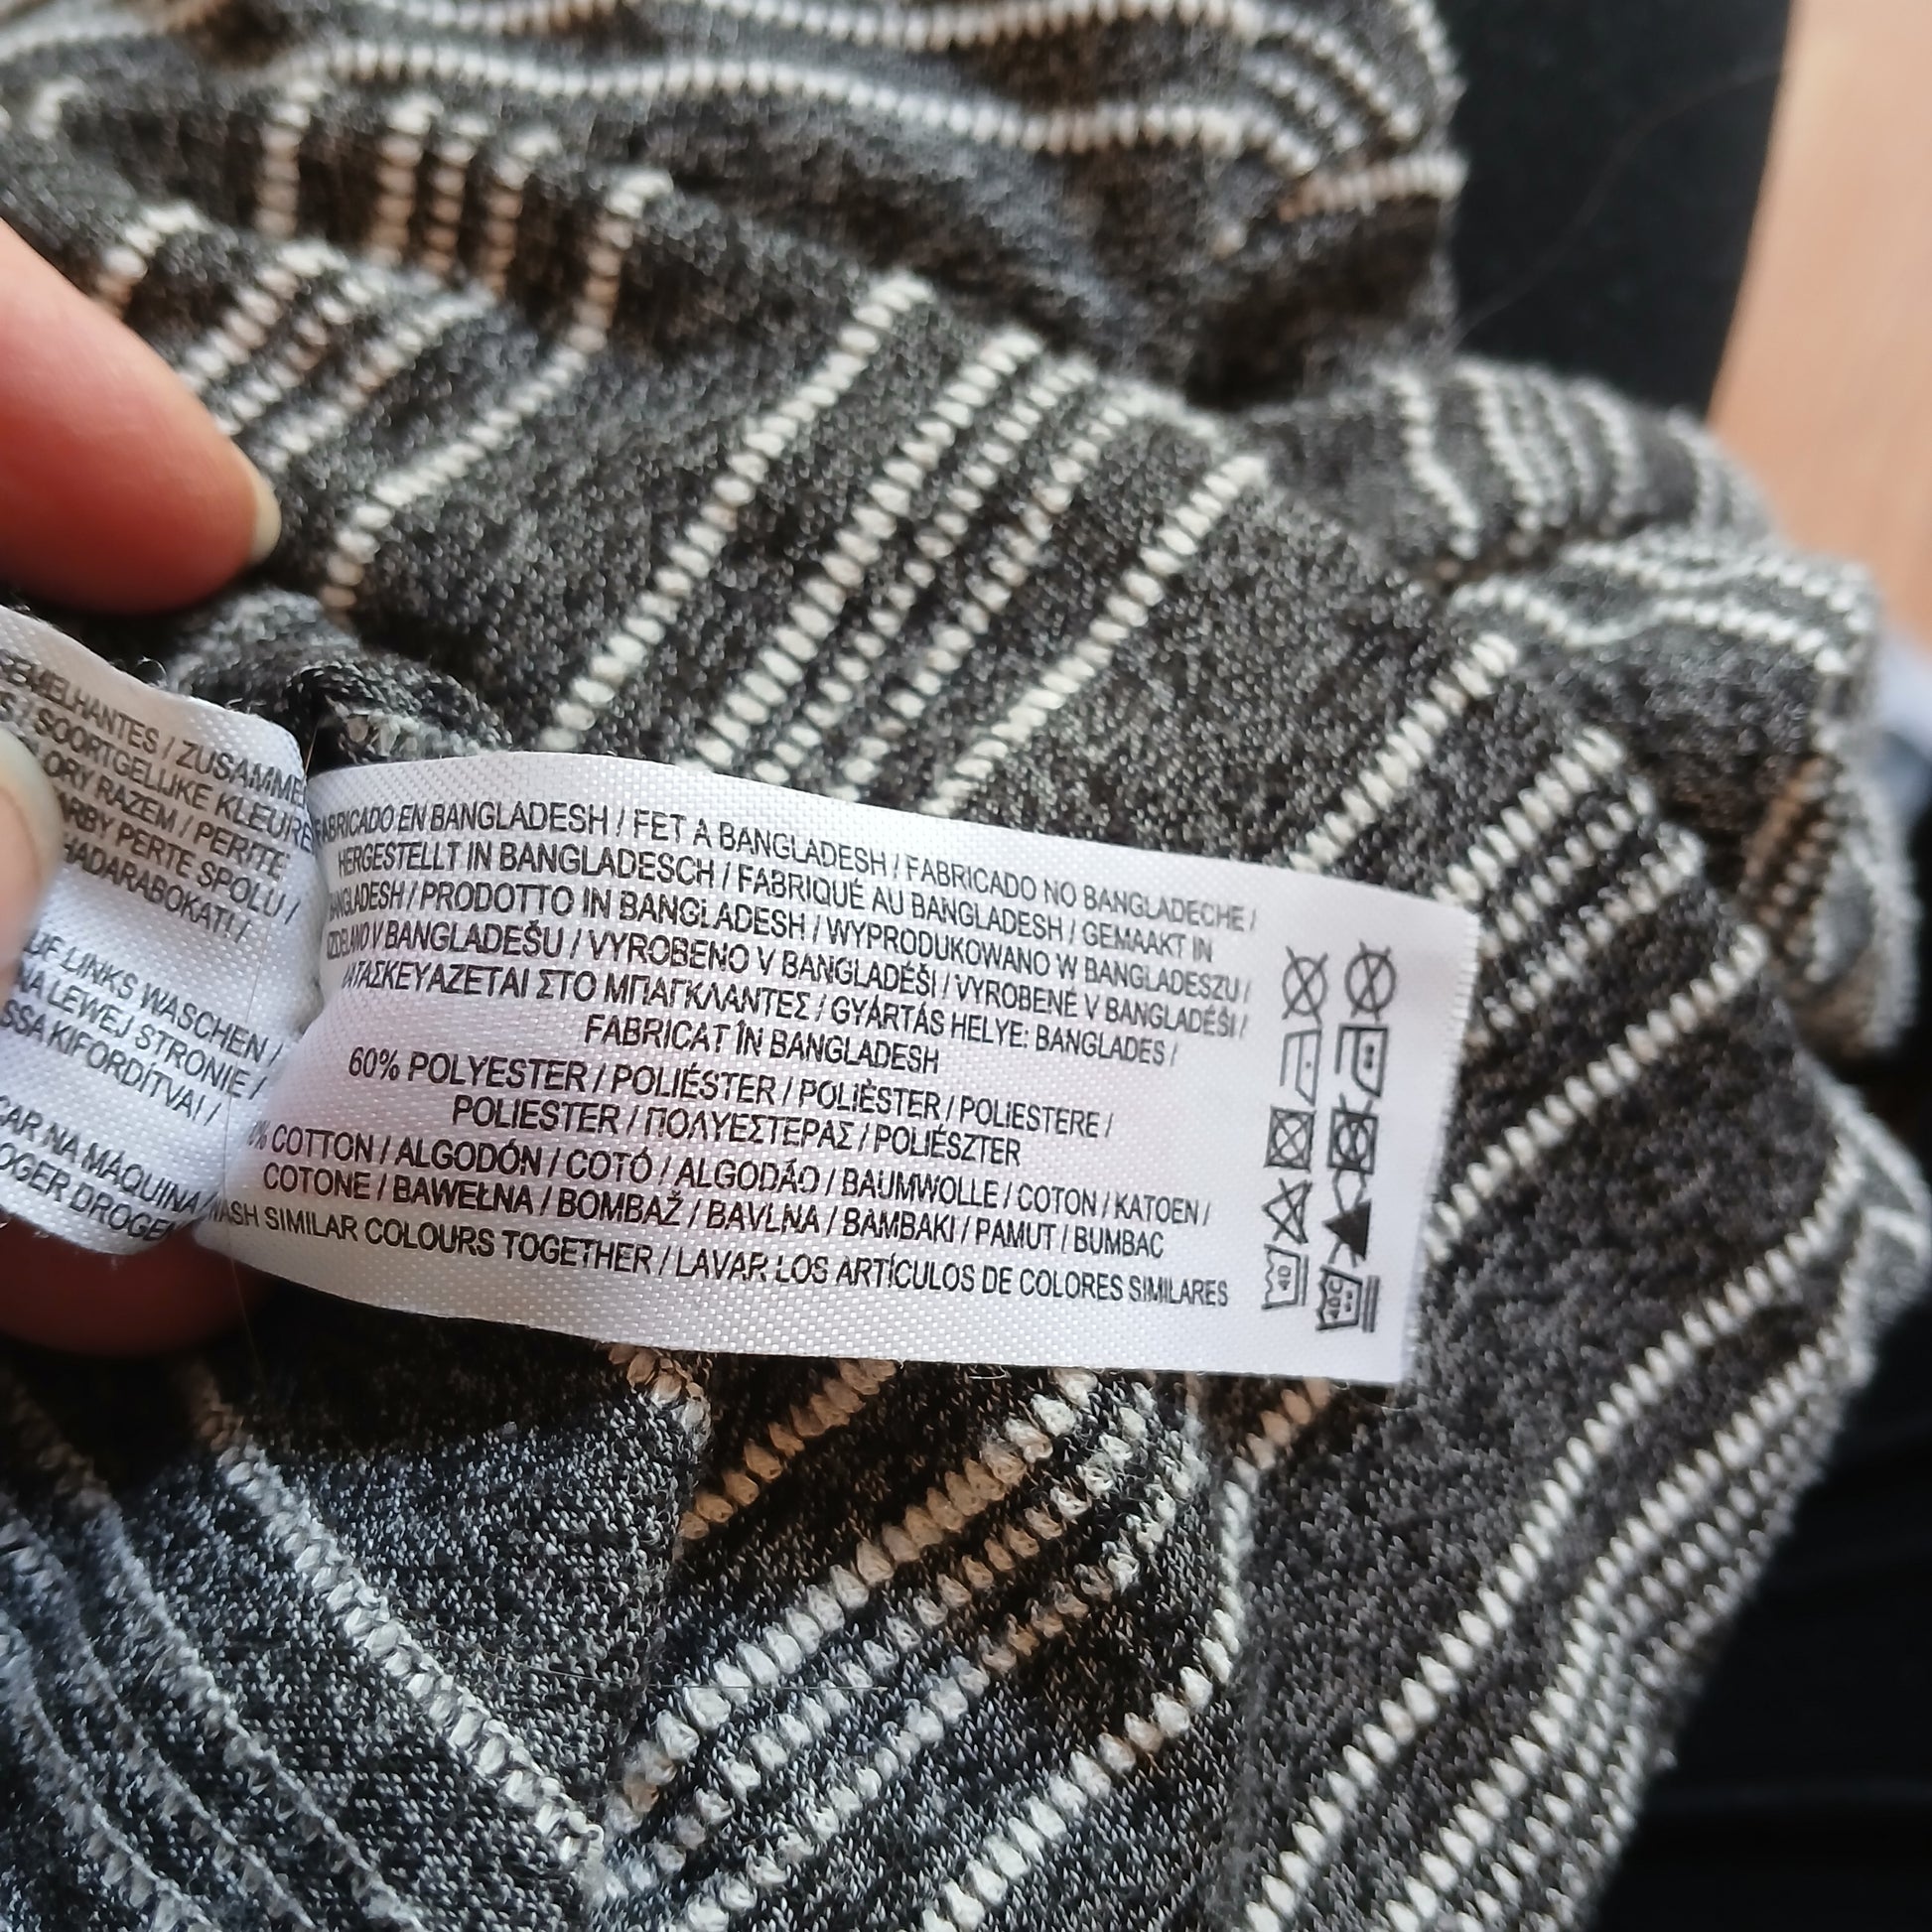 SEMELHANTES / ZUSAMME
SOORTGELIJKE KLEURE
RAZEM / PERITE
PERTE SPOLU /
HADARABOKAT! /
LINKS WASCHEN /
NA LEWEJ STRONIE /
KIFORDÍTVA! /
NA MÁQUINA /
DROGER DROGEN
FABRICADO EN BANGLADESH / FET A BANGLADESH / FABRICADO NO BANGLADECHE /
HERGESTELLT IN BANGLADESCH / FABRIQUÉ AU BANGLADESH / GEMAAKT IN
BANGLADESH / PRODOTTO IN BANGLADESH / WYPRODUKOWANO W BANGLADESZU /
IZDELANO V BANGLADEŠU / VYROBENO V BANGLADÉŠI / VYROBENÉ V BANGLADÉŠI /
ΚΑΤΑΣΚΕΥΑΖΕΤΑΙ ΣΤΟ ΜΠΑΓΚΛΑΝΤΕΣ / GYÁRTÁS HELYE: BANGLADES /
FABRICAT ÎN BANGLADESH
60% POLYESTER / POLIÉSTER / POLIÈSTER / POLIESTERE /
POLIESTER / ΠΟΛΥΕΣΤΕΡΑΣ / POLIÉSZTER
% COTTON / ALGODÓN / COTÓ / ALGODÃO / BAUMWOLLE / COTON / KATOEN /
COTONE / BAWEŁNA / BOMBAŽ / BAVLNA / BAMBAKI / PAMUT / BUMBAC
WASH SIMILAR COLOURS TOGETHER / LAVAR LOS ARTÍCULOS DE COLORES SIMILARES
40
40C